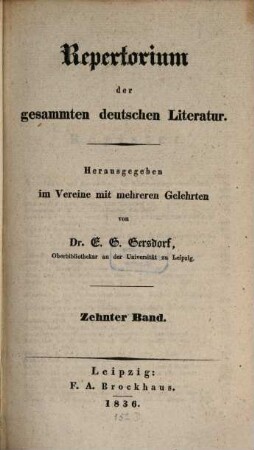 Repertorium
der
gesammten deutschen Literatur.
Herausgegeben
im Vereine mit mehreren Gelehrten
von
Dr. E. G. Gersdorf,
Oberbibliothekar an der Universität zu Leipzig.
Zehnter Band.
Leipzig:
F. A. Brockhaus.
1836.